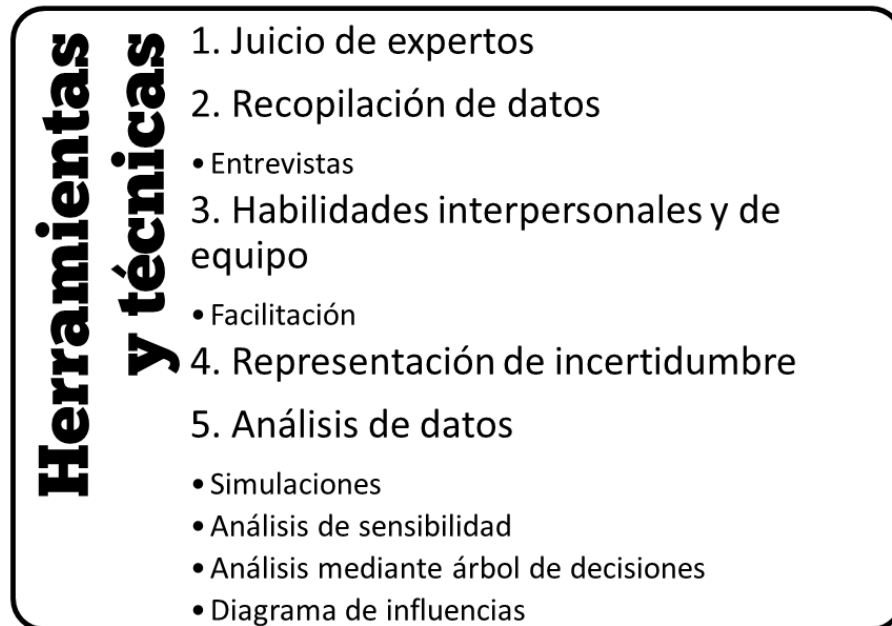 Herramientas
y técnicas
1. Juicio de expertos
2. Recopilación de datos
• Entrevistas
3. Habilidades interpersonales y de
equipo
• Facilitación
4. Representación de incertidumbre
5. Análisis de datos
• Simulaciones
• Análisis de sensibilidad
• Análisis mediante árbol de decisiones
• Diagrama de influencias